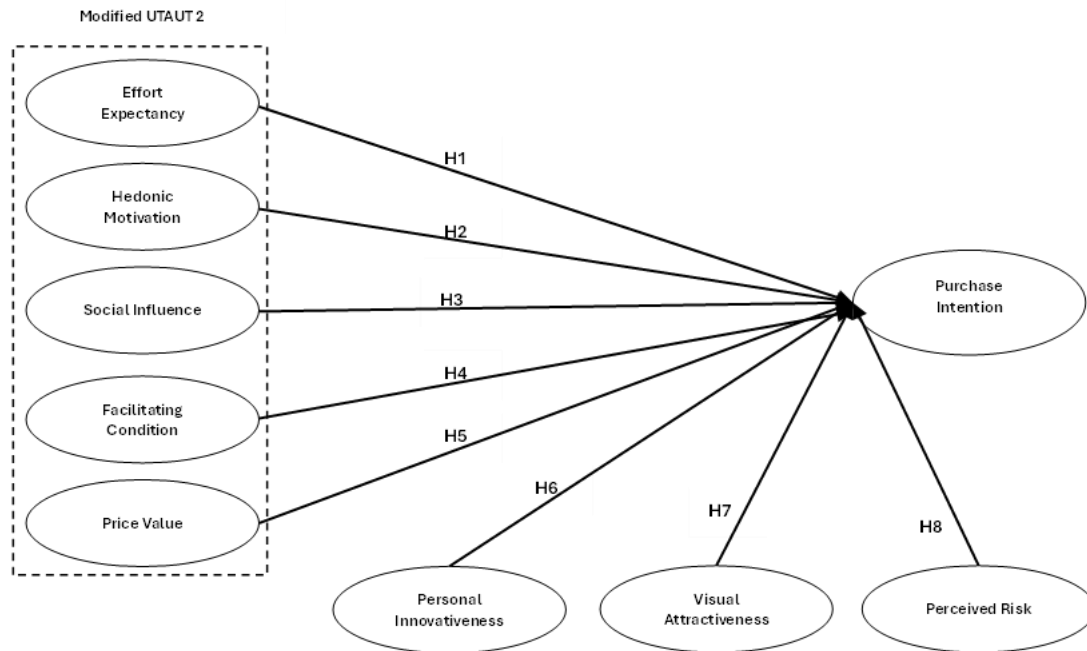 Modified UTAUT 2
Effort
Expectancy
H1
Hedonic
Motivation
H2
Social Influence
H3
Purchase
Intention
Facilitating
Condition
H4
H5
Price Value
H6
H7
H8
Personal
Innovativeness
Visual
Attractiveness
Perceived Risk